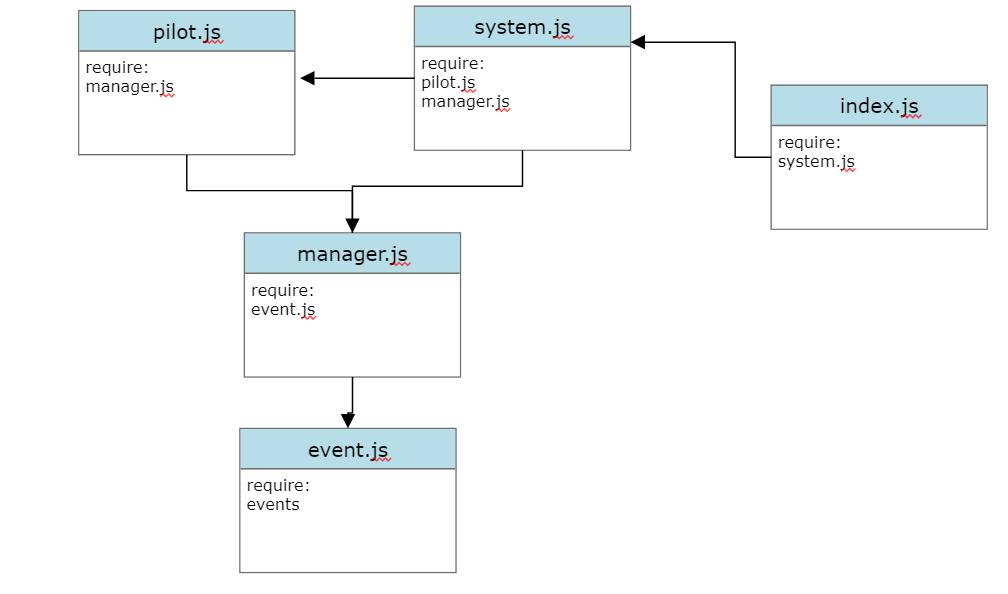 pilot.js
require:
manager.js
system.js
require:
pilot.js
manager.js
index.js
require:
system.js
manager.js
require:
event.js
event.js
require:
events